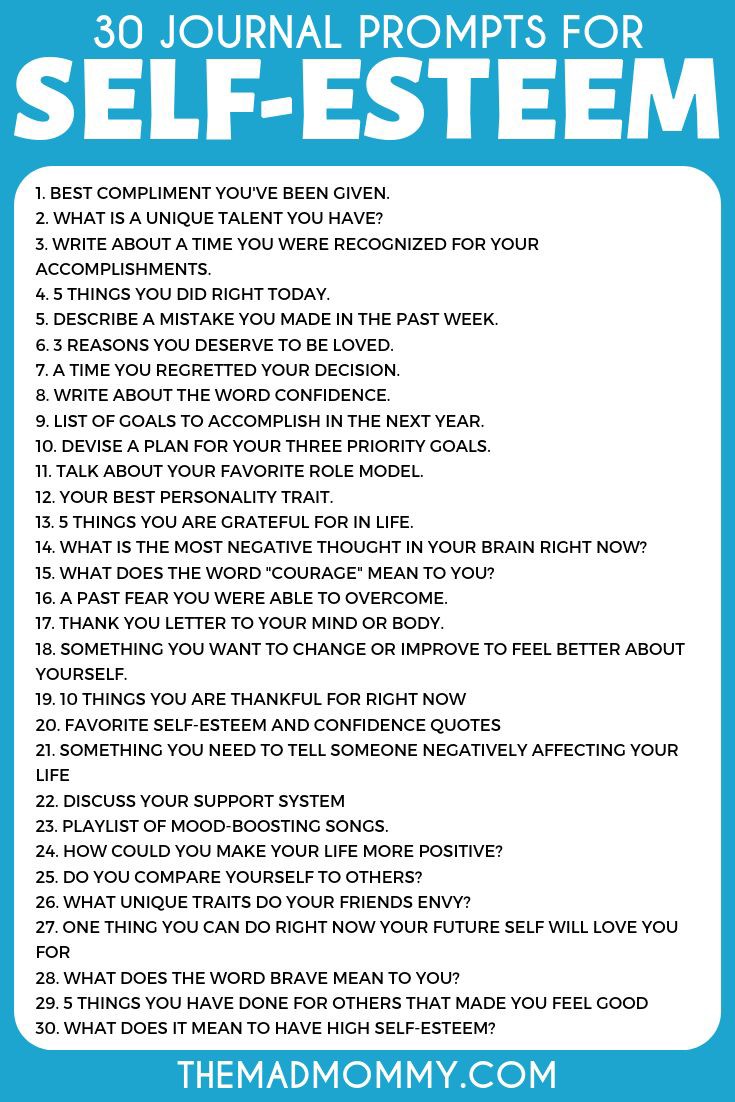 30 JOURNAL PROMPTS FOR
SELF-ESTEEM
1. BEST COMPLIMENT YOU'VE BEEN GIVEN.
2. WHAT IS A UNIQUE TALENT YOU HAVE?
3. WRITE ABOUT A TIME YOU WERE RECOGNIZED FOR YOUR
ACCOMPLISHMENTS.
4. 5 THINGS YOU DID RIGHT TODAY.
5. DESCRIBE A MISTAKE YOU MADE IN THE PAST WEEK.
6. 3 REASONS YOU DESERVE TO BE LOVED.
7. A TIME YOU REGRETTED YOUR DECISION.
8. WRITE ABOUT THE WORD CONFIDENCE.
9. LIST OF GOALS TO ACCOMPLISH IN THE NEXT YEAR.
10. DEVISE A PLAN FOR YOUR THREE PRIORITY GOALS.
11. TALK ABOUT YOUR FAVORITE ROLE MODEL.
12. YOUR BEST PERSONALITY TRAIT.
13. 5 THINGS YOU ARE GRATEFUL FOR IN LIFE.
14. WHAT IS THE MOST NEGATIVE THOUGHT IN YOUR BRAIN RIGHT NOW?
15. WHAT DOES THE WORD "COURAGE" MEAN TO YOU?
16. A PAST FEAR YOU WERE ABLE TO OVERCOME.
17. THANK YOU LETTER TO YOUR MIND OR BODY.
18. SOMETHING YOU WANT TO CHANGE OR IMPROVE TO FEEL BETTER ABOUT
YOURSELF.
19. 10 THINGS YOU ARE THANKFUL FOR RIGHT NOW
20. FAVORITE SELF-ESTEEM AND CONFIDENCE QUOTES
21. SOMETHING YOU NEED TO TELL SOMEONE NEGATIVELY AFFECTING YOUR
LIFE
22. DISCUSS YOUR SUPPORT SYSTEM
23. PLAYLIST OF MOOD-BOOSTING SONGS.
24. HOW COULD YOU MAKE YOUR LIFE MORE POSITIVE?
25. DO YOU COMPARE YOURSELF TO OTHERS?
26. WHAT UNIQUE TRAITS DO YOUR FRIENDS ENVY?
27. ONE THING YOU CAN DO RIGHT NOW YOUR FUTURE SELF WILL LOVE YOU
FOR
28. WHAT DOES THE WORD BRAVE MEAN TO YOU?
29. 5 THINGS YOU HAVE DONE FOR OTHERS THAT MADE YOU FEEL GOOD
30. WHAT DOES IT MEAN TO HAVE HIGH SELF-ESTEEM?
THEMADMOMMY.COM